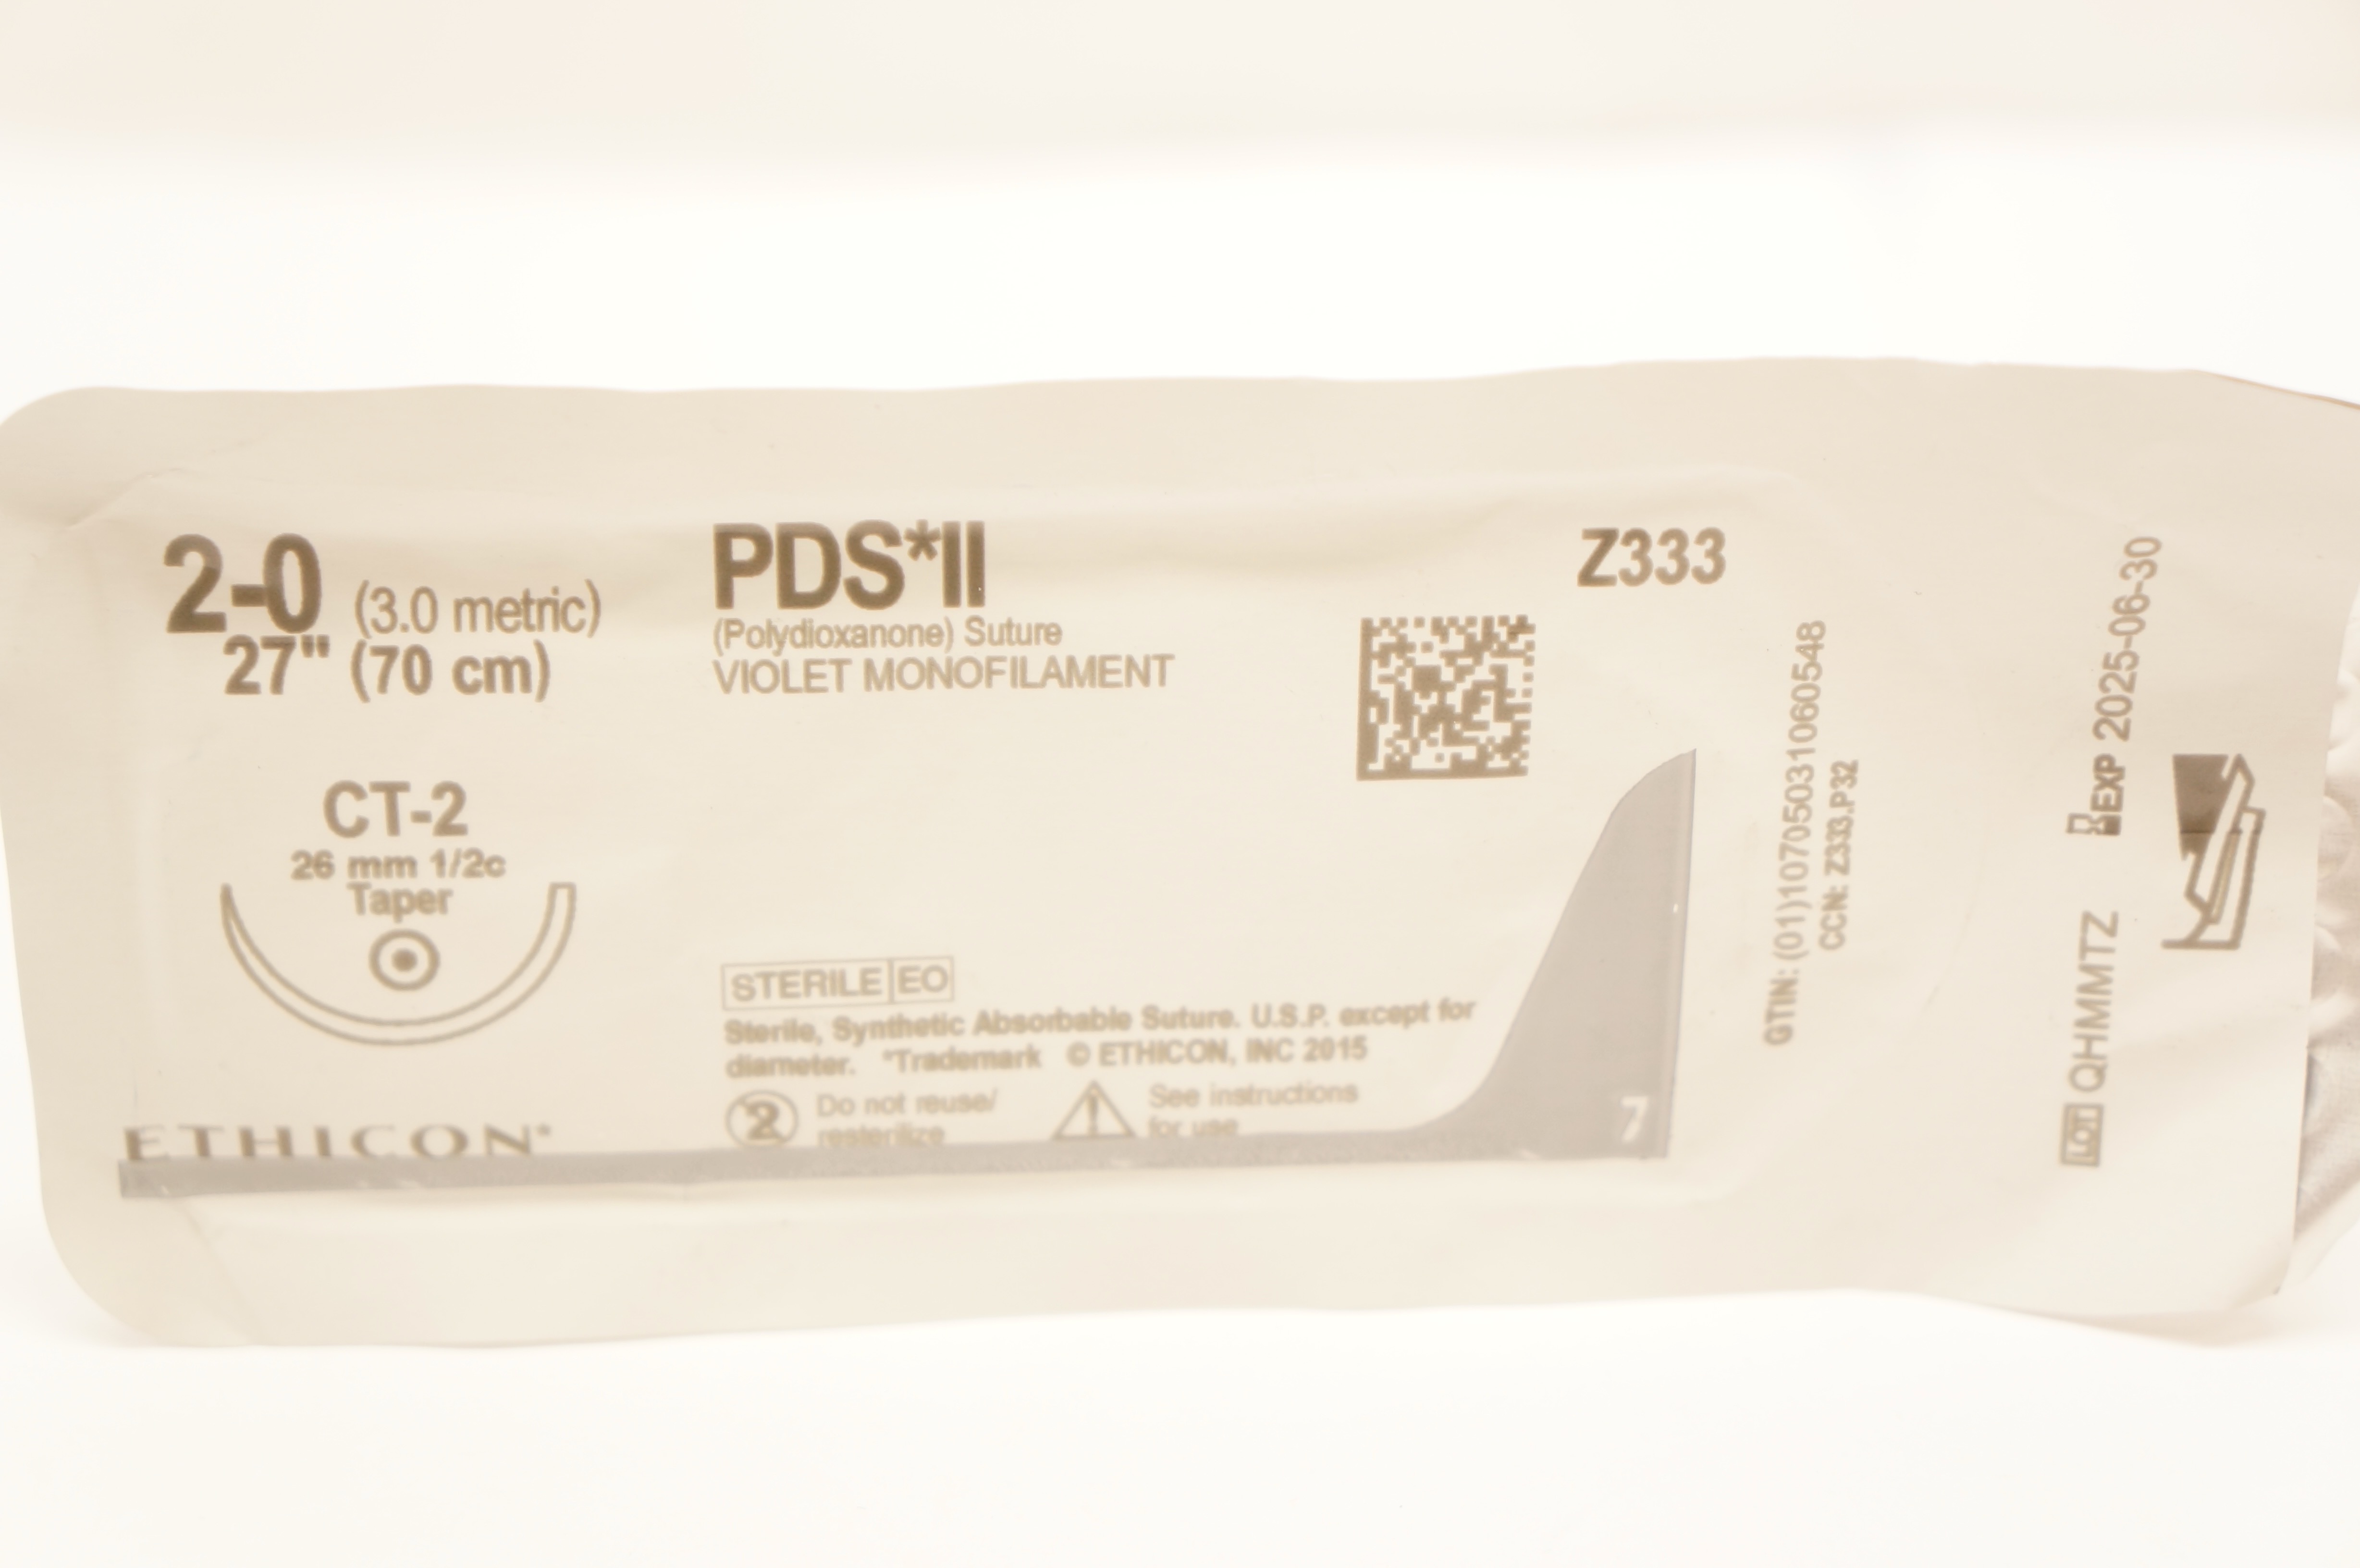 2-0 (3.0 metric)
27" (70 cm)
CT-2
26 mm 1/2c
Taper
ETHICON*
PDS*II
(Polydioxanone) Suture
VIOLET MONOFILAMENT
Z333
STERILE EO
Sterile, Synthetic Absorbable Suture. U.S.P. except for
diameter. *Trademark © ETHICON, INC 2015
2 Do not reuse/
resterilize
See instructions
for use
7
GTIN: (01)10705031060548
CCN: Z333.P32
LOT QHMMTZ EXP 2025-06-30